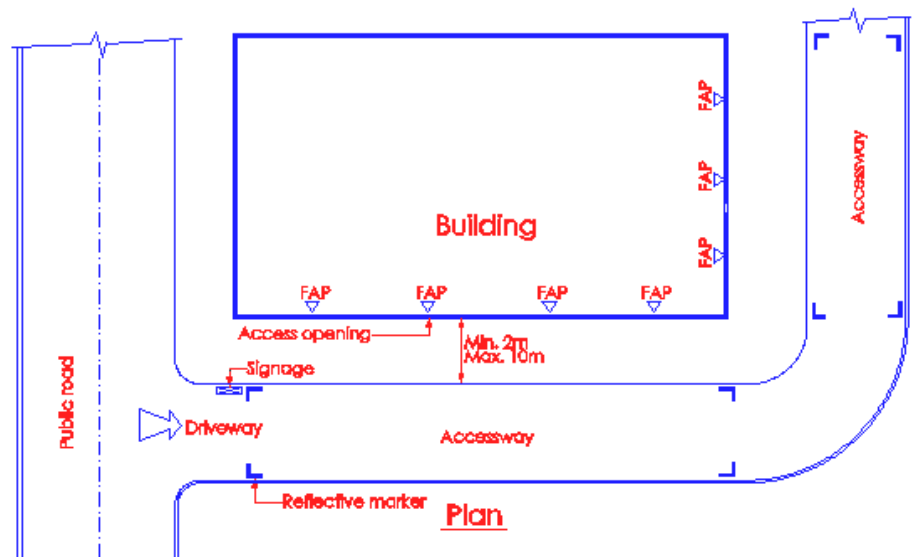 FAP
Accessway
FAP
Building
FAP
FAP FAP FAP FAP
Access opening
Min. 2m
Max. 10m
Signage
Public road
Driveway
Accessway
Reflective marker
Plan